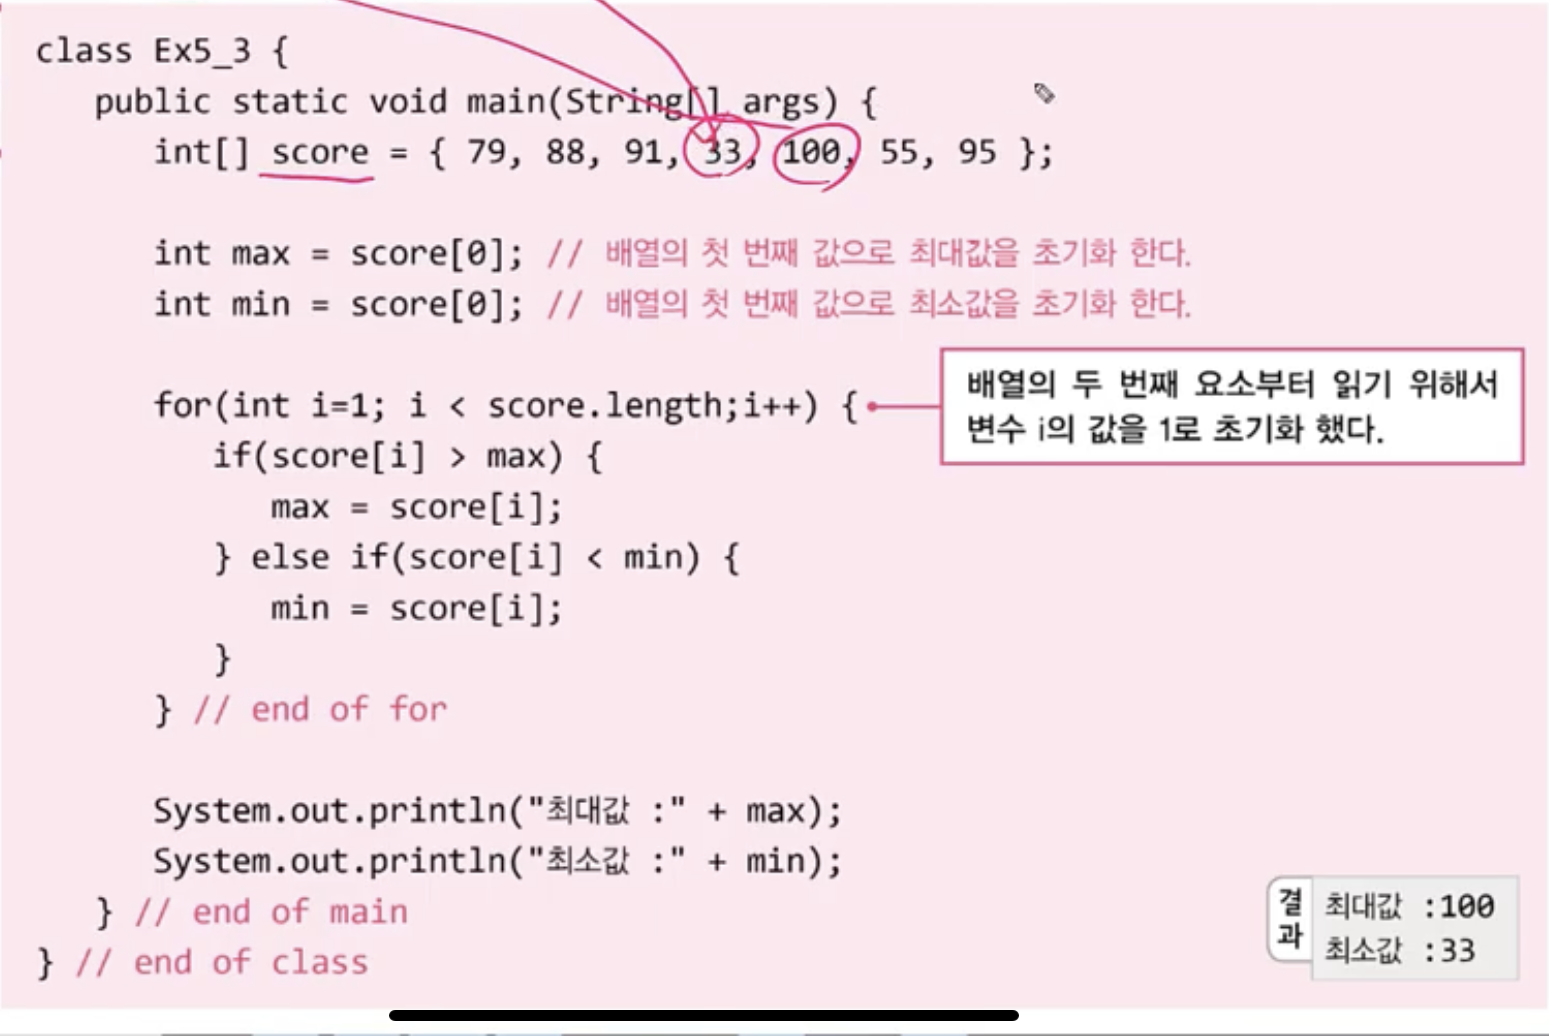 class Ex5_3 {
public static void main(String[] args) {
int[] score = { 79, 88, 91, 33, 100, 55, 95 };
int max = score[0]; // 배열의 첫 번째 값으로 최대값을 초기화 한다.
int min = score[0]; // 배열의 첫 번째 값으로 최소값을 초기화 한다.
for(int i=1; i < score.length;i++) {
배열의 두 번째 요소부터 읽기 위해서
변수 i의 값을 1로 초기화 했다.
if(score[i] > max) {
max = score[i];
} else if(score[i] < min) {
min = score[i];
}
} // end of for
System.out.println("최대값 :" + max);
System.out.println("최소값 :" + min);
} // end of main
} // end of class
결과
최대값 :100
최소값 :33